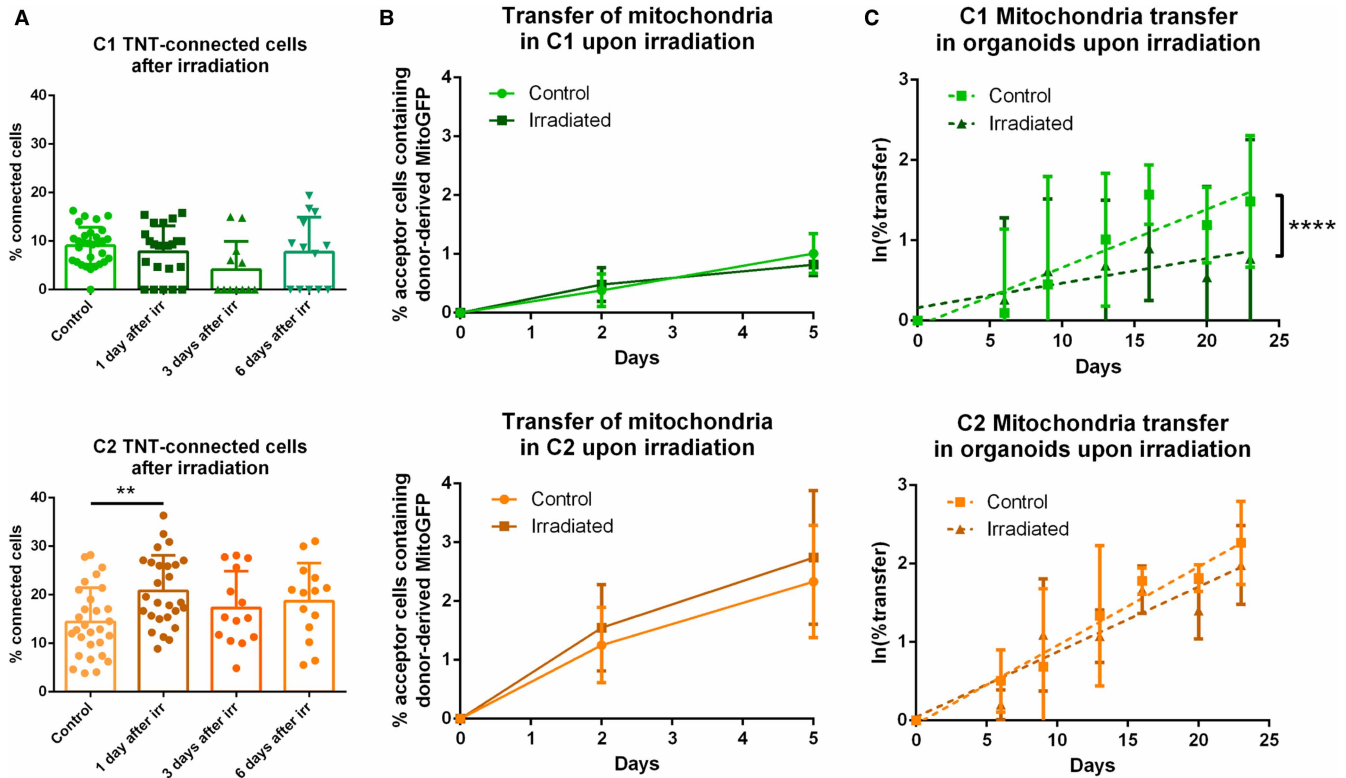 A
C1 TNT-connected cells
after irradiation
% connected cells
40
30
20
10
0
Control
1 day after irr
3 days after irr
6 days after irr
B
Transfer of mitochondria
in C1 upon irradiation
% acceptor cells containing
donor-derived MitoGFP
4
3
2
1
0
Control
Irradiated
0
1
2
3
4
5
Days
C
C1 Mitochondria transfer
in organoids upon irradiation
ln(%transfer)
3
2
1
0
Control
Irradiated
****
0
5
10
15
20
25
Days
C2 TNT-connected cells
after irradiation
% connected cells
40
30
20
10
0
**
Control
1 day after irr
3 days after irr
6 days after irr
Transfer of mitochondria
in C2 upon irradiation
% acceptor cells containing
donor-derived MitoGFP
4
3
2
1
0
Control
Irradiated
0
1
2
3
4
5
Days
C2 Mitochondria transfer
in organoids upon irradiation
ln(%transfer)
3
2
1
0
Control
Irradiated
0
5
10
15
20
25
Days